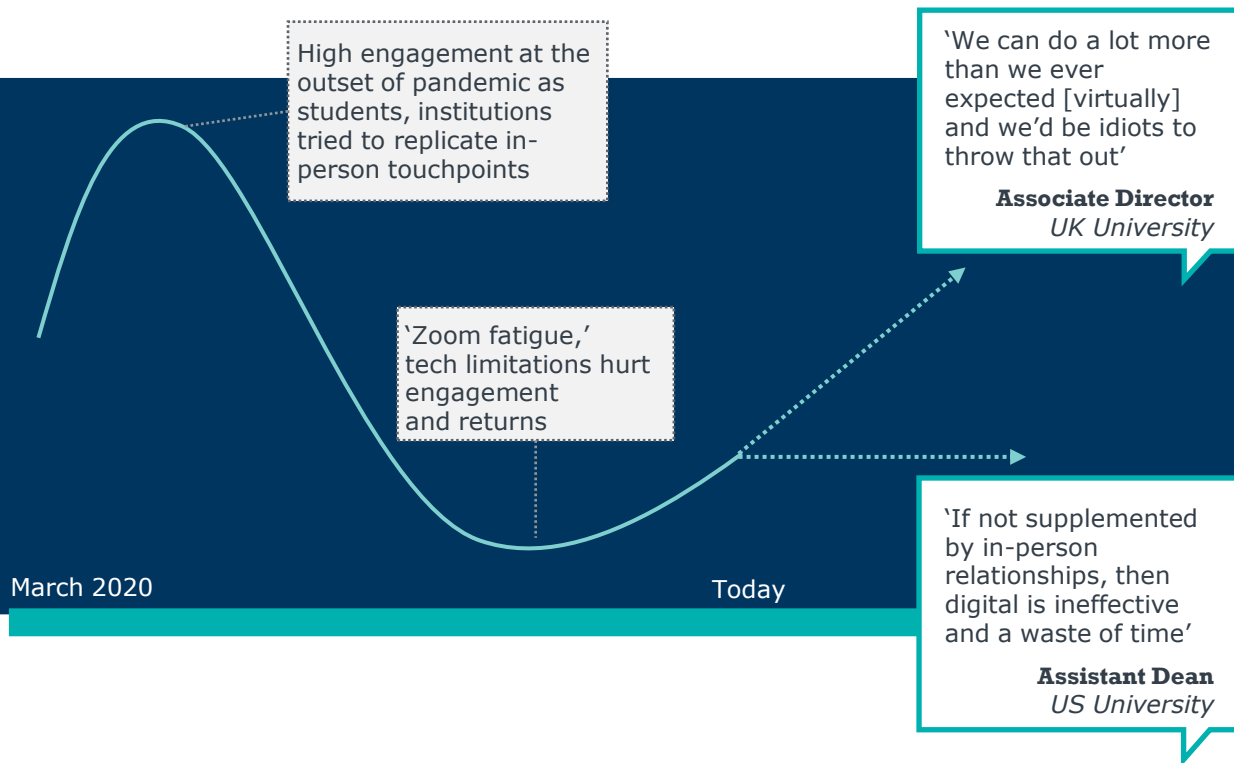 High engagement at the
outset of pandemic as
students, institutions
tried to replicate in-
person touchpoints
‘We can do a lot more
than we ever
expected [virtually]
and we’d be idiots to
throw that out’
Associate Director
UK University
‘Zoom fatigue,’
tech limitations hurt
engagement
and returns
‘If not supplemented
by in-person
relationships, then
digital is ineffective
and a waste of time’
Assistant Dean
US University
March 2020
Today